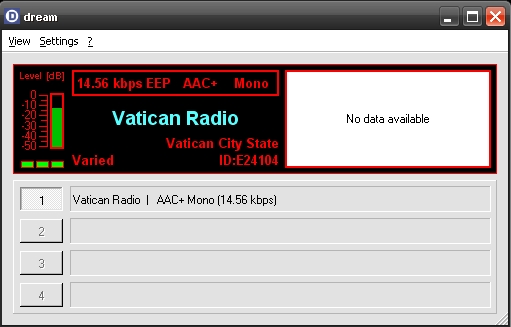 dream
View Settings ?
Level [dB]
14.56 kbps EEP AAC+ Mono
0
-10
-20
-30
-40
-50
Vatican Radio
Vatican City State
Varied ID:E24104
No data available
1 Vatican Radio | AAC+ Mono (14.56 kbps)
2
3
4